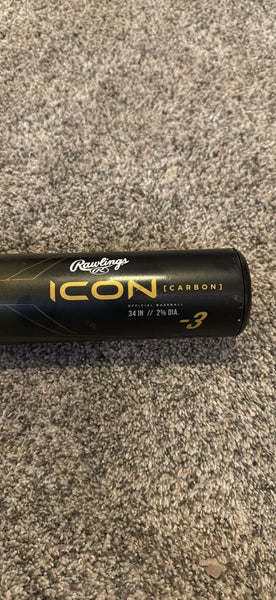 Rawlings
R
ICON [CARBON]
OFFICIAL BASEBALL
34 IN // 2⅝ DIA.
-3